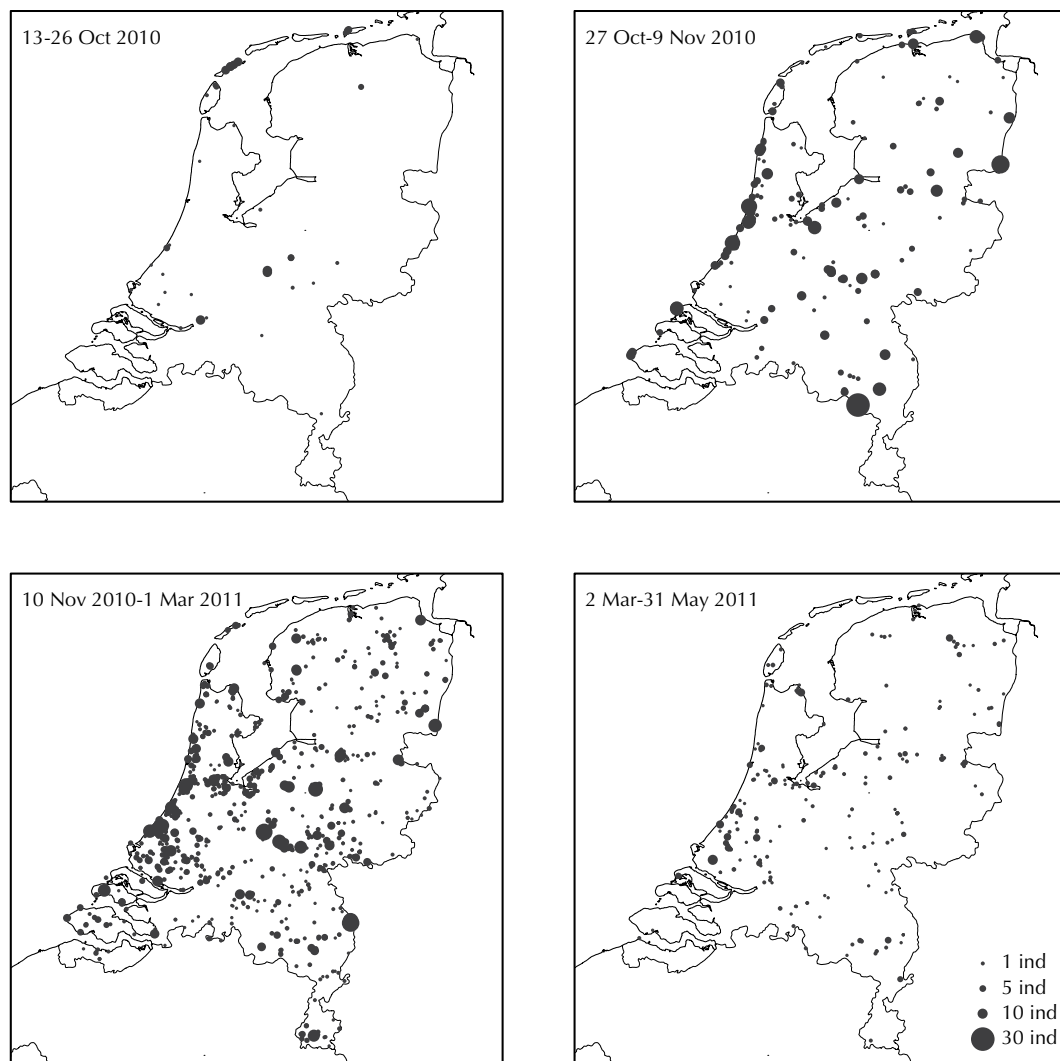 13-26 Oct 2010
27 Oct-9 Nov 2010
10 Nov 2010-1 Mar 2011
2 Mar-31 May 2011
1 ind
5 ind
10 ind
30 ind